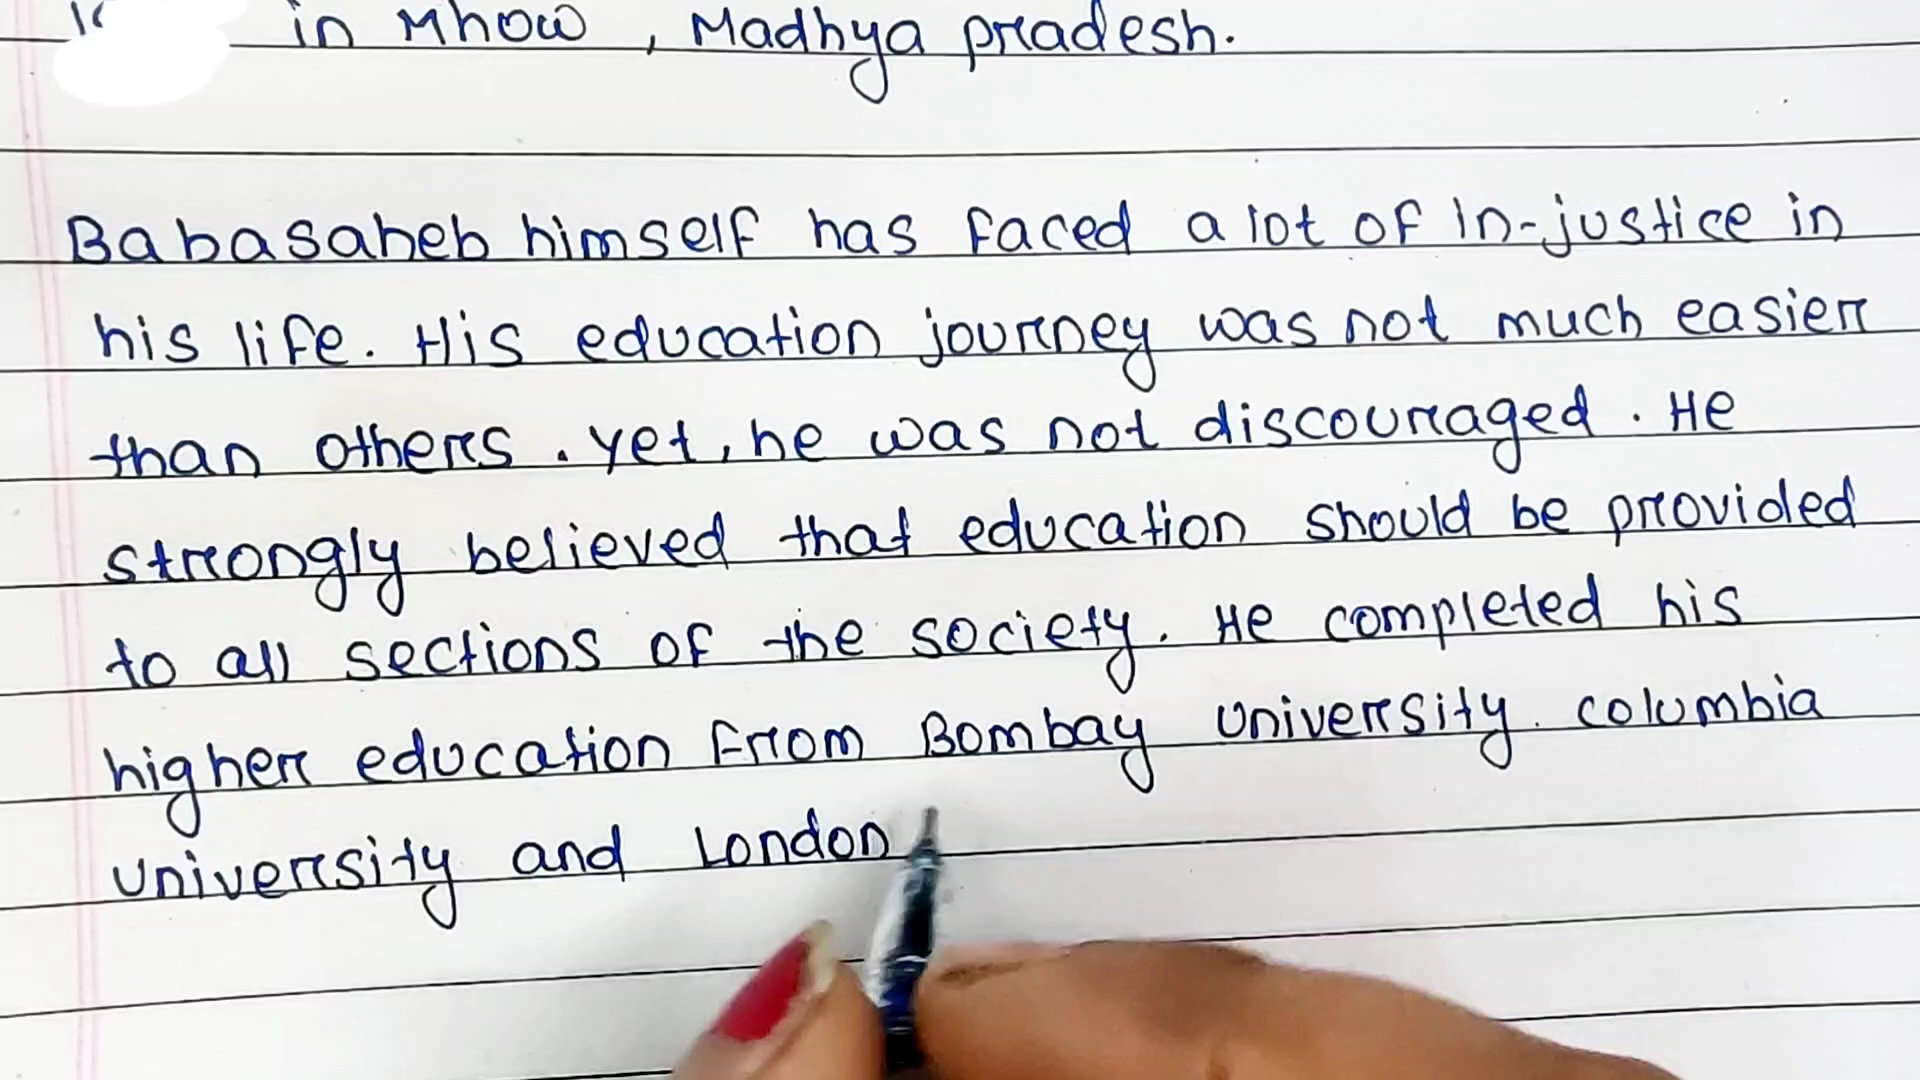 in Mhow, Madhya pradesh.
Babasaheb himself has faced a lot of in-justice in
his life. His education journey was not much easier
than others. yet, he was not discouraged. He
strongly believed that education should be provided
to all sections of the society. He completed his
higher education from Bombay university. columbia
university and London